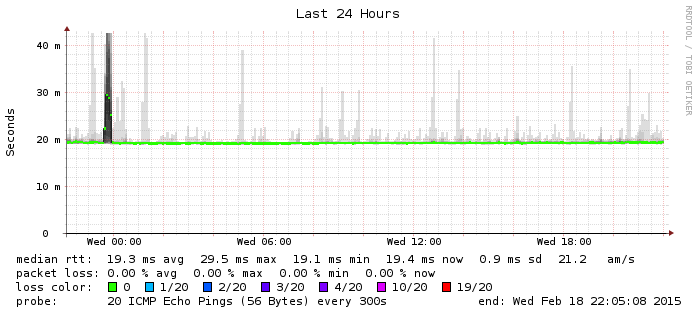 Last 24 Hours
RRDTOOL / TOBI OETIKER
Seconds
40 m
30 m
20 m
10 m
0
Wed 00:00 Wed 06:00 Wed 12:00 Wed 18:00
median rtt: 19.3 ms avg 29.5 ms max 19.1 ms min 19.4 ms now 0.9 ms sd 21.2 am/s
packet loss: 0.00 % avg 0.00 % max 0.00 % min 0.00 % now
loss color: 0 1/20 2/20 3/20 4/20 10/20 19/20
probe: 20 ICMP Echo Pings (56 Bytes) every 300s end: Wed Feb 18 22:05:08 2015